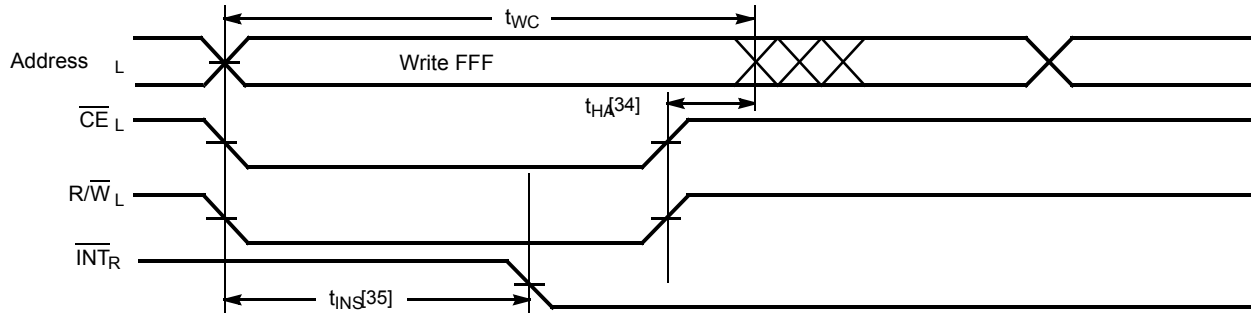 tWC
Address L
Write FFF
tHA[34]
CE L
R/W L
INTR
tINS[35]